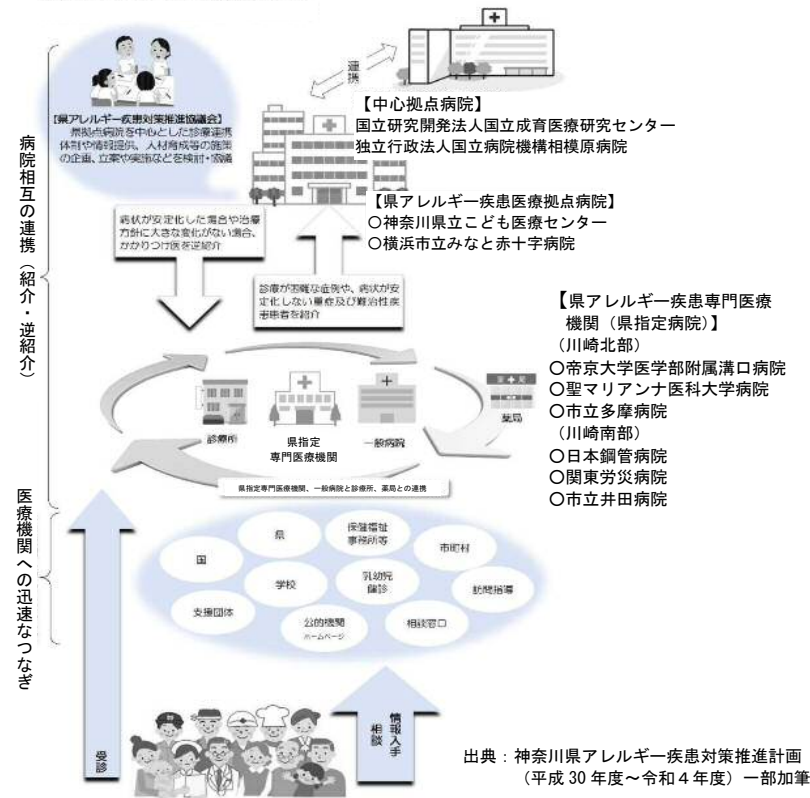 連携
【県アレルギー疾患対策推進協議会】
県拠点病院を中心とした診療連携
体制や情報提供、人材育成等の施策
の企画、立案や実施などを検討・協議
【中心拠点病院】
国立研究開発法人国立成育医療研究センター
独立行政法人国立病院機構相模原病院
【県アレルギー疾患医療拠点病院】
〇神奈川県立こども医療センター
〇横浜市立みなと赤十字病院
病院相互の連携(紹介・逆紹介)
病状が安定化した場合や治療
方針に大きな変化がない場合、
かかりつけ医を逆紹介
診療が困難な症例や、病状が安
定化しない重症及び難治性疾
患患者を紹介
【県アレルギー疾患専門医療
機関(県指定病院)】
(川崎北部)
〇帝京大学医学部附属溝口病院
〇聖マリアンナ医科大学病院
〇市立多摩病院
(川崎南部)
〇日本鋼管病院
〇関東労災病院
〇市立井田病院
診療所
県指定
専門医療機関
一般病院
薬局
県指定専門医療機関、一般病院と診療所、薬局との連携
医療機関への迅速なつなぎ
国
県
保健福祉
事務所等
市町村
学校
乳幼児
健診
訪問指導
支援団体
公的機関
ホームページ
相談窓口
受診
情報入手
相談
出典:神奈川県アレルギー疾患対策推進計画
(平成30年度~令和4年度)一部加筆